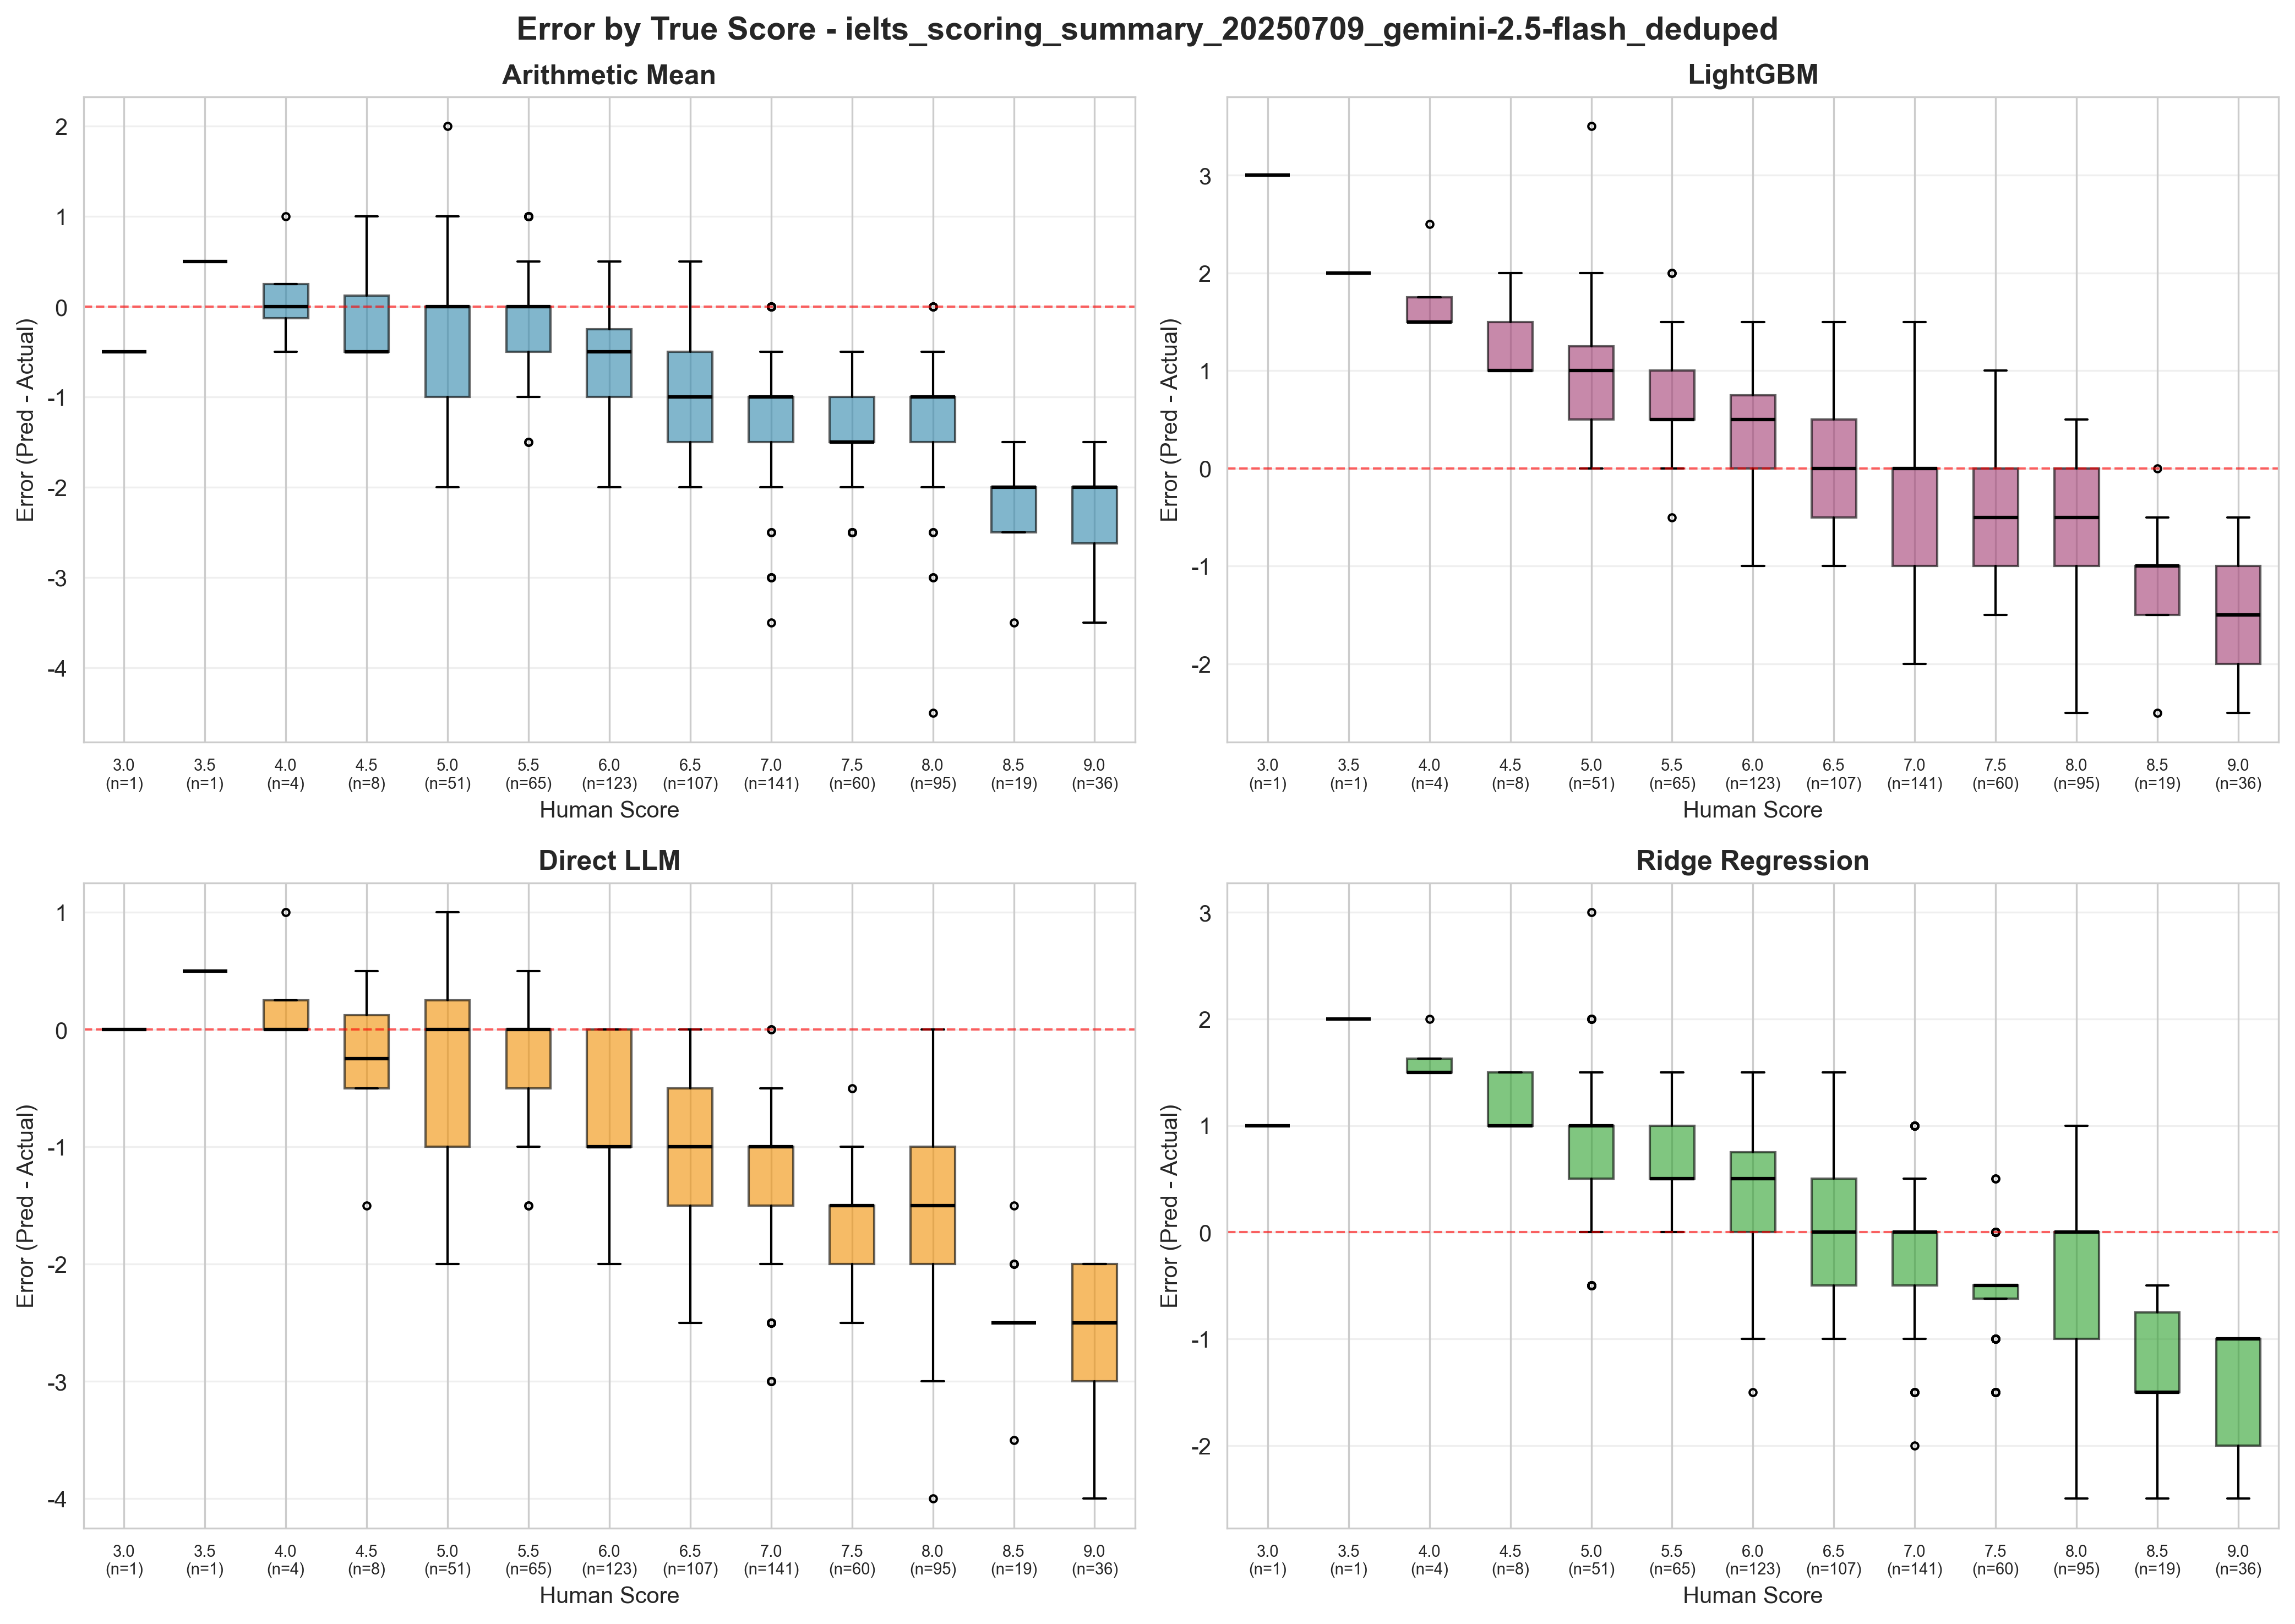 Error by True Score - ielts_scoring_summary_20250709_gemini-2.5-flash_deduped
Arithmetic Mean
Error (Pred - Actual)
2
1
0
-1
-2
-3
-4
3.0 3.5 4.0 4.5 5.0 5.5 6.0 6.5 7.0 7.5 8.0 8.5 9.0
(n=1) (n=1) (n=4) (n=8) (n=51) (n=65) (n=123) (n=107) (n=141) (n=60) (n=95) (n=19) (n=36)
Human Score
LightGBM
Error (Pred - Actual)
3
2
1
0
-1
-2
3.0 3.5 4.0 4.5 5.0 5.5 6.0 6.5 7.0 7.5 8.0 8.5 9.0
(n=1) (n=1) (n=4) (n=8) (n=51) (n=65) (n=123) (n=107) (n=141) (n=60) (n=95) (n=19) (n=36)
Human Score
Direct LLM
Error (Pred - Actual)
1
0
-1
-2
-3
-4
3.0 3.5 4.0 4.5 5.0 5.5 6.0 6.5 7.0 7.5 8.0 8.5 9.0
(n=1) (n=1) (n=4) (n=8) (n=51) (n=65) (n=123) (n=107) (n=141) (n=60) (n=95) (n=19) (n=36)
Human Score
Ridge Regression
Error (Pred - Actual)
3
2
1
0
-1
-2
3.0 3.5 4.0 4.5 5.0 5.5 6.0 6.5 7.0 7.5 8.0 8.5 9.0
(n=1) (n=1) (n=4) (n=8) (n=51) (n=65) (n=123) (n=107) (n=141) (n=60) (n=95) (n=19) (n=36)
Human Score